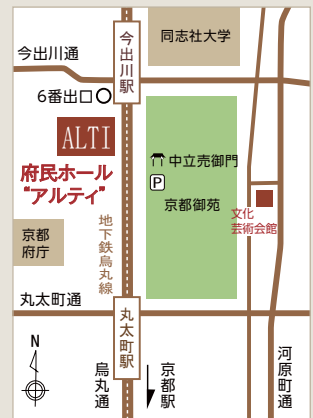 同志社大学
今出川通
今出川駅
6番出口
ALTI
府民ホール
“アルティ”
中立売御門
P
京都御苑
文化
芸術会館
地下鉄烏丸線
京都
府庁
丸太町通
丸太町駅
N
烏丸通
京都駅
河原町通